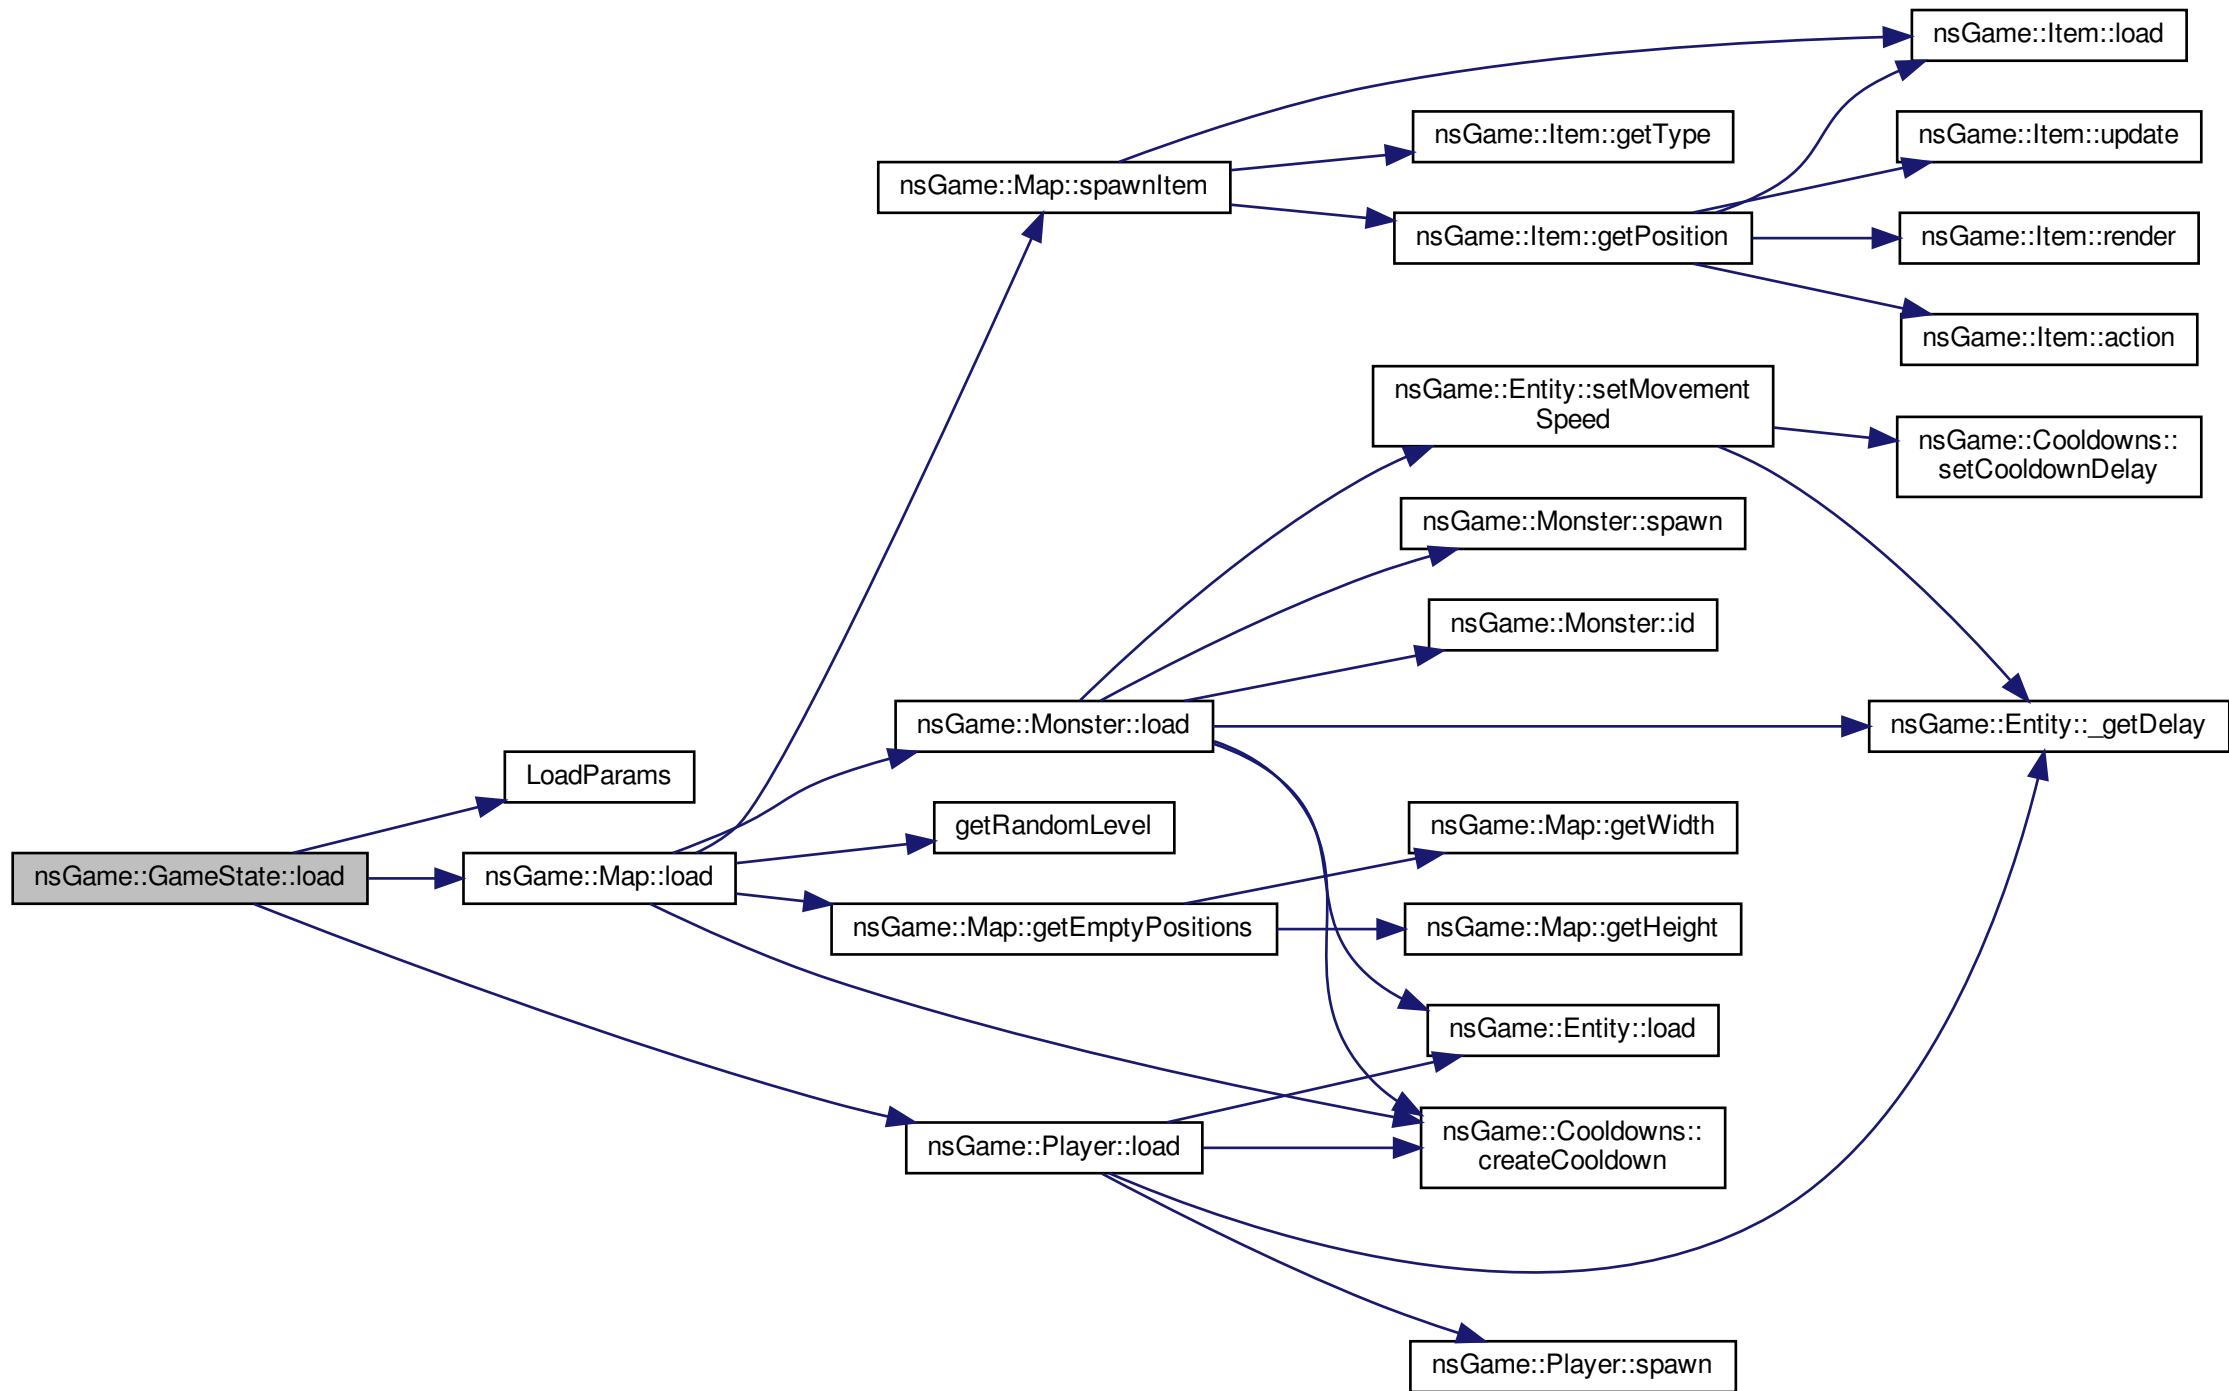 nsGame::GameState::load
LoadParams
nsGame::Map::load
nsGame::Map::spawnItem
nsGame::Monster::load
getRandomLevel
nsGame::Map::getEmptyPositions
nsGame::Player::load
nsGame::Item::getType
nsGame::Item::getPosition
nsGame::Entity::setMovement
Speed
nsGame::Monster::spawn
nsGame::Monster::id
nsGame::Map::getWidth
nsGame::Map::getHeight
nsGame::Entity::load
nsGame::Cooldowns::
createCooldown
nsGame::Player::spawn
nsGame::Item::load
nsGame::Item::update
nsGame::Item::render
nsGame::Item::action
nsGame::Cooldowns::
setCooldownDelay
nsGame::Entity::_getDelay